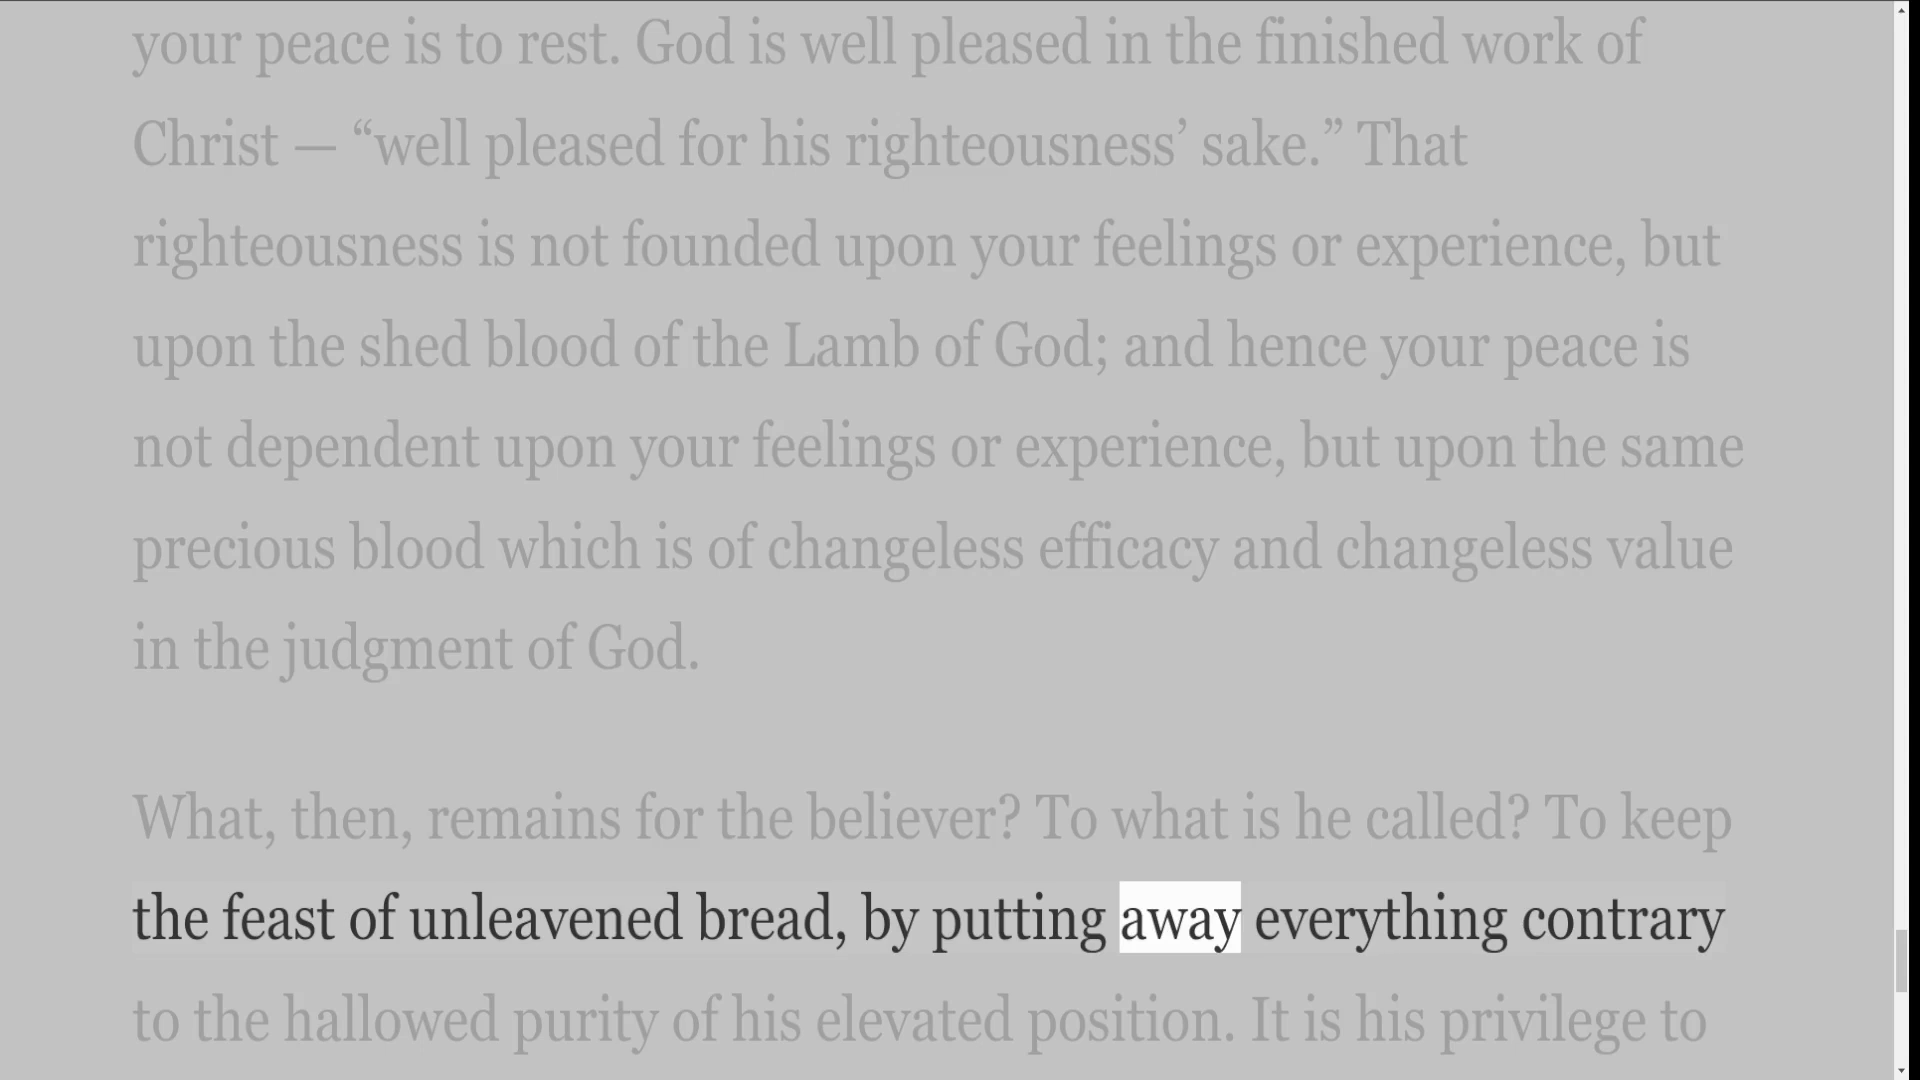 your peace is to rest. God is well pleased in the finished work of
Christ — “well pleased for his righteousness’ sake.” That
righteousness is not founded upon your feelings or experience, but
upon the shed blood of the Lamb of God; and hence your peace is
not dependent upon your feelings or experience, but upon the same
precious blood which is of changeless efficacy and changeless value
in the judgment of God.
What, then, remains for the believer? To what is he called? To keep
the feast of unleavened bread, by putting away everything contrary
to the hallowed purity of his elevated position. It is his privilege to